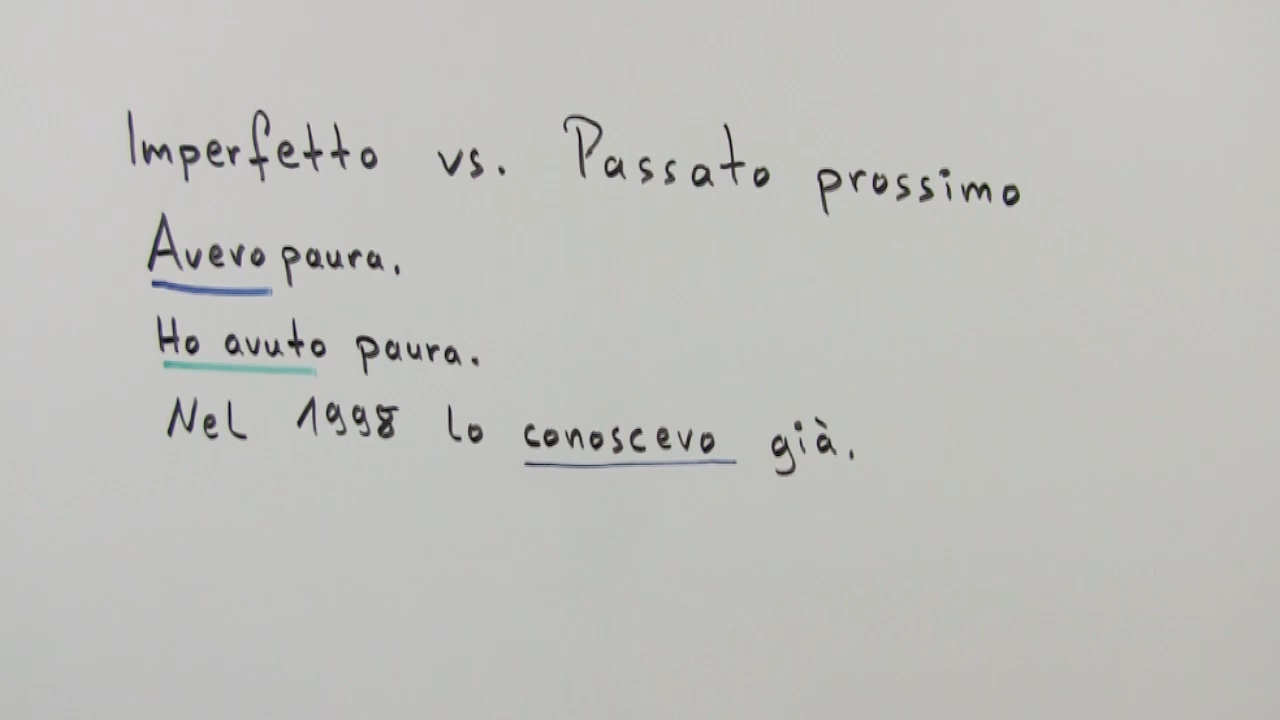 Imperfetto vs. Passato prossimo
Avevo paura.
Ho avuto paura.
Nel 1998 lo conoscevo già.